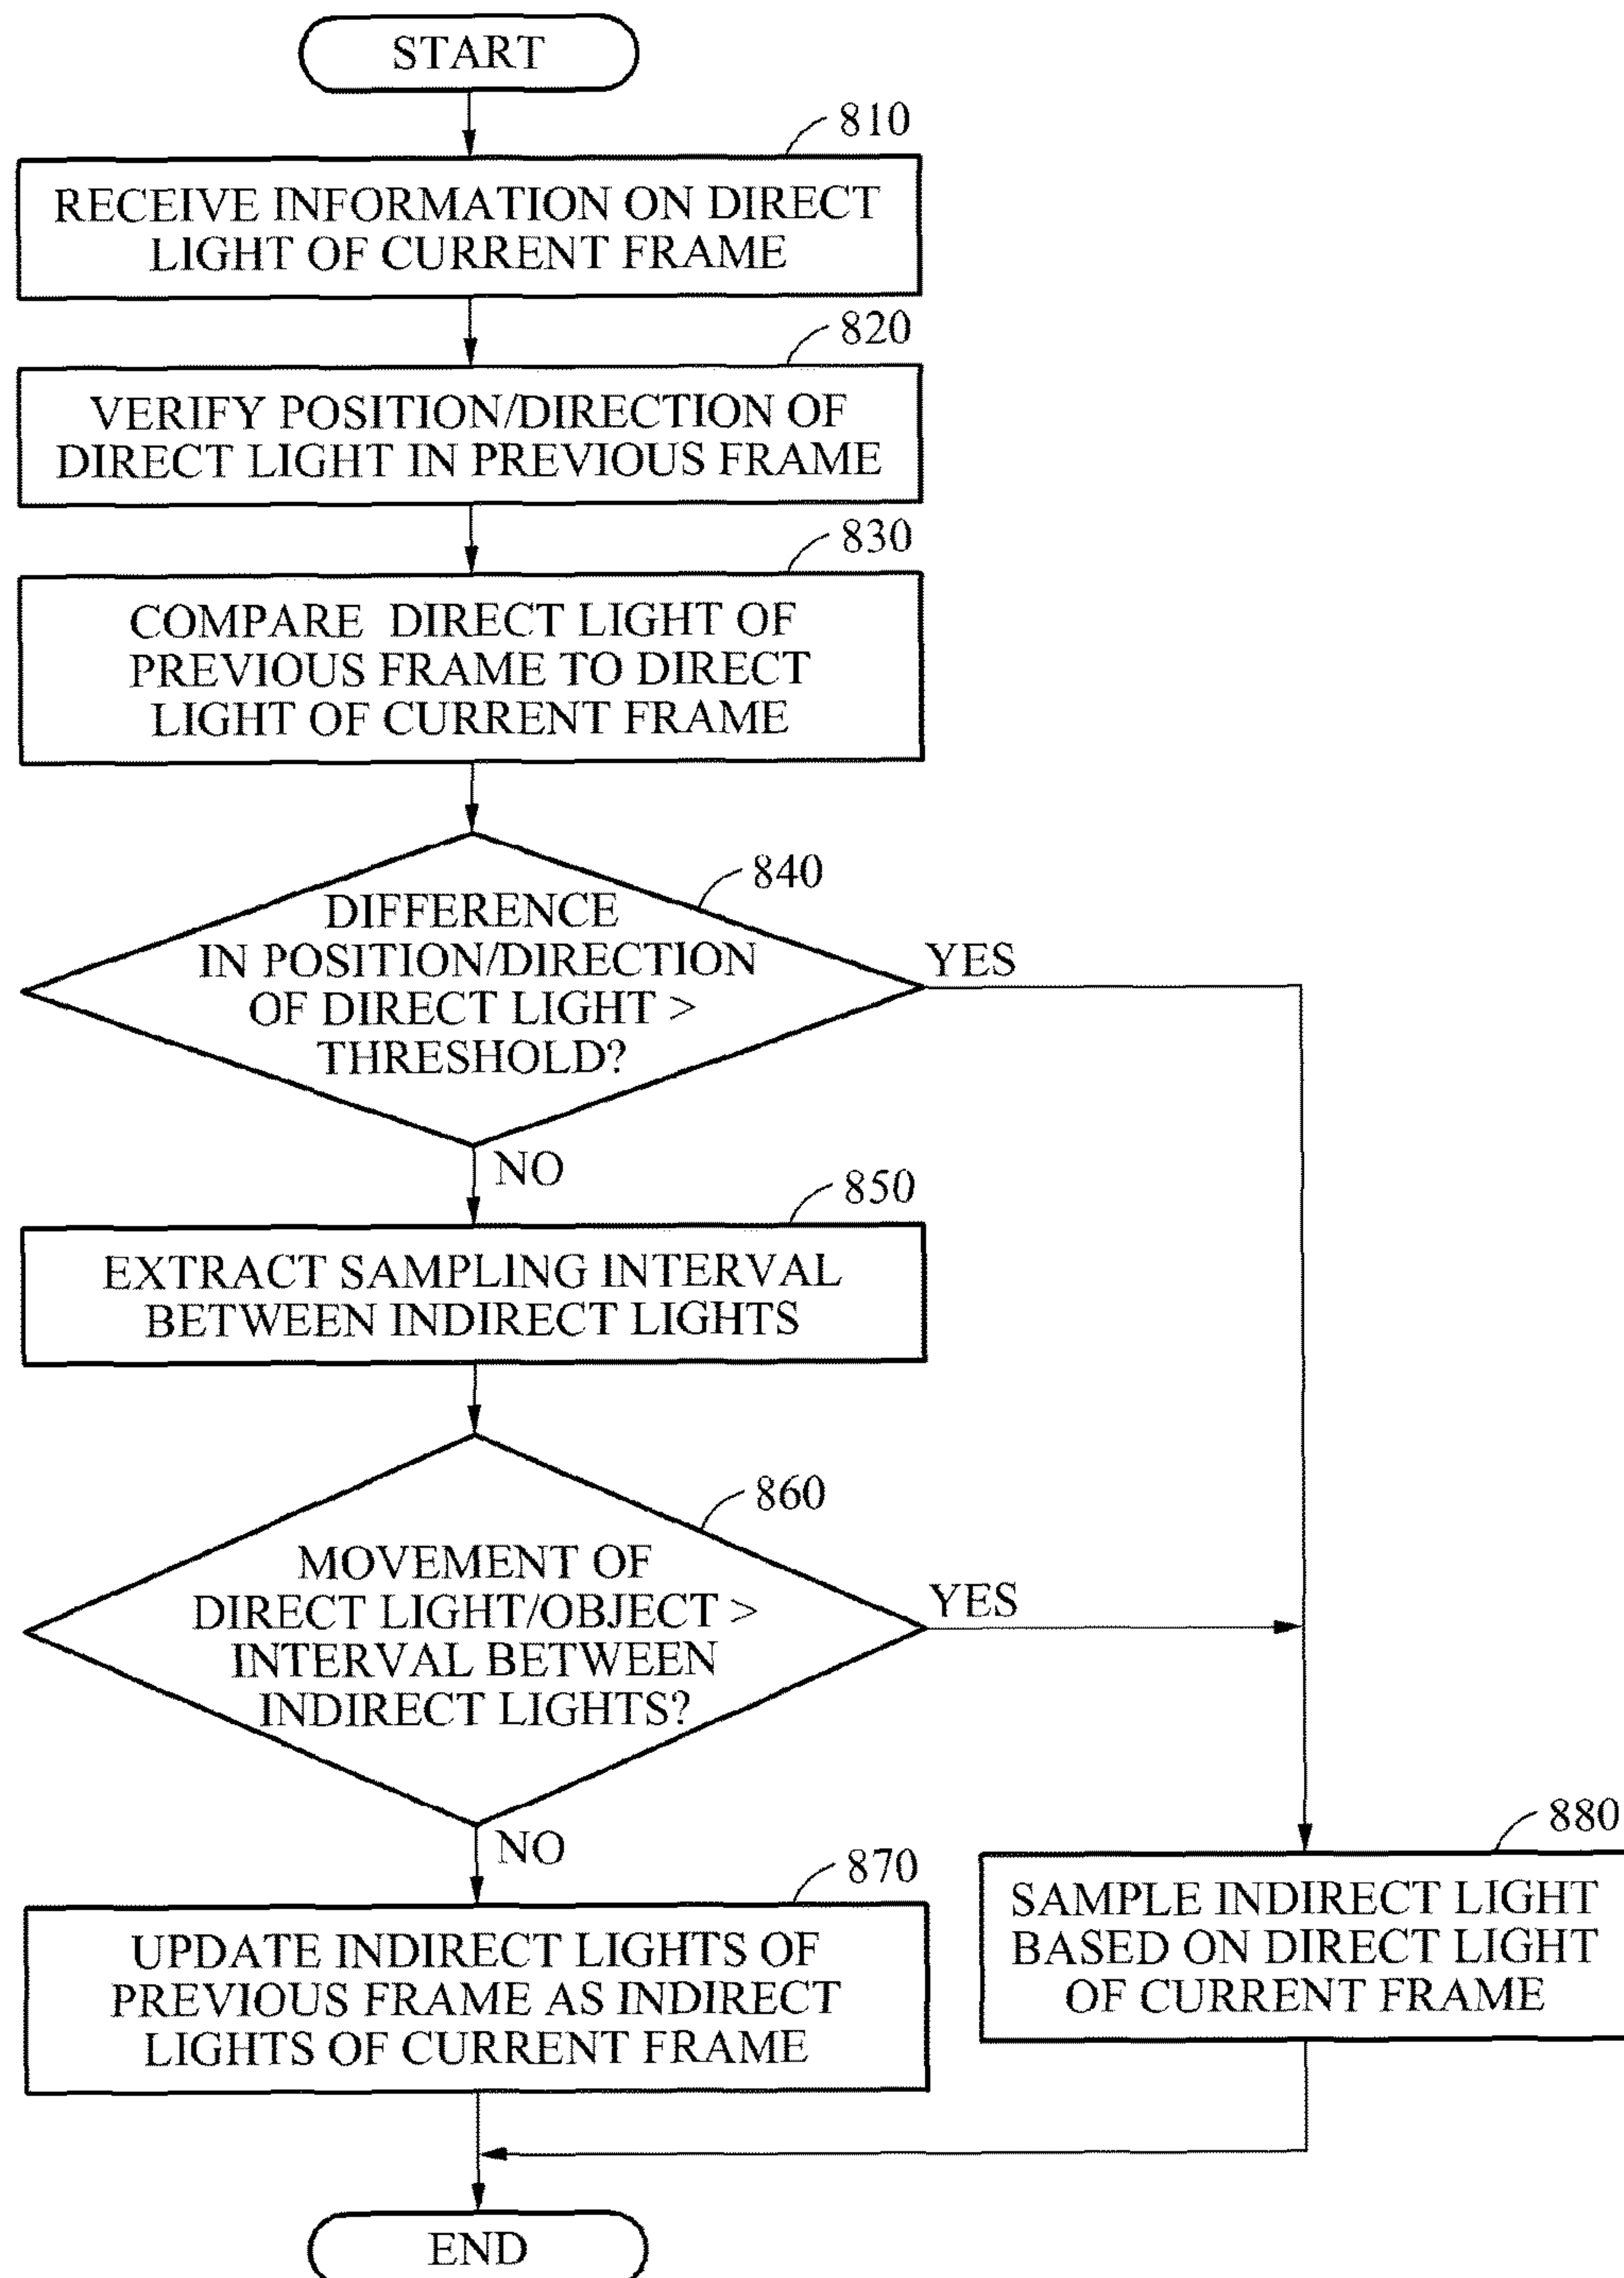 START
810
RECEIVE INFORMATION ON DIRECT
LIGHT OF CURRENT FRAME
820
VERIFY POSITION/DIRECTION OF
DIRECT LIGHT IN PREVIOUS FRAME
830
COMPARE DIRECT LIGHT OF
PREVIOUS FRAME TO DIRECT
LIGHT OF CURRENT FRAME
840
DIFFERENCE
IN POSITION/DIRECTION
OF DIRECT LIGHT >
THRESHOLD?
YES
NO
850
EXTRACT SAMPLING INTERVAL
BETWEEN INDIRECT LIGHTS
860
MOVEMENT OF
DIRECT LIGHT/OBJECT >
INTERVAL BETWEEN
INDIRECT LIGHTS?
YES
NO
870
UPDATE INDIRECT LIGHTS OF
PREVIOUS FRAME AS INDIRECT
LIGHTS OF CURRENT FRAME
880
SAMPLE INDIRECT LIGHT
BASED ON DIRECT LIGHT
OF CURRENT FRAME
END